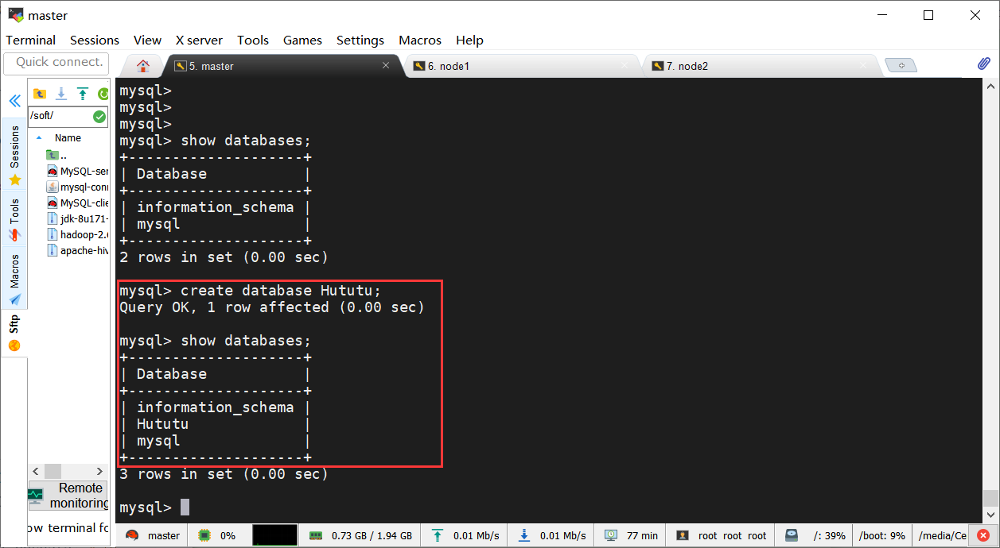 master
Terminal Sessions View X server Tools Games Settings Macros Help
Quick connect.
5. master
6. node1
7. node2
/soft/
Name
..
MySQL-ser
mysql-conn
MySQL-clie
jdk-8u171-
hadoop-2.
apache-hiv
Sessions
Tools
Macros
Sftp
Remote
monitoring
ow terminal fo
mysql>
mysql>
mysql>
mysql> show databases;
+--------------------+
| Database           |
+--------------------+
| information_schema |
| mysql              |
+--------------------+
2 rows in set (0.00 sec)
mysql> create database Hututu;
Query OK, 1 row affected (0.00 sec)
mysql> show databases;
+--------------------+
| Database           |
+--------------------+
| information_schema |
| Hututu             |
| mysql              |
+--------------------+
3 rows in set (0.00 sec)
mysql>
master 0% 0.73 GB / 1.94 GB 0.01 Mb/s 0.01 Mb/s 77 min root root root /: 39% /boot: 9% /media/Ce